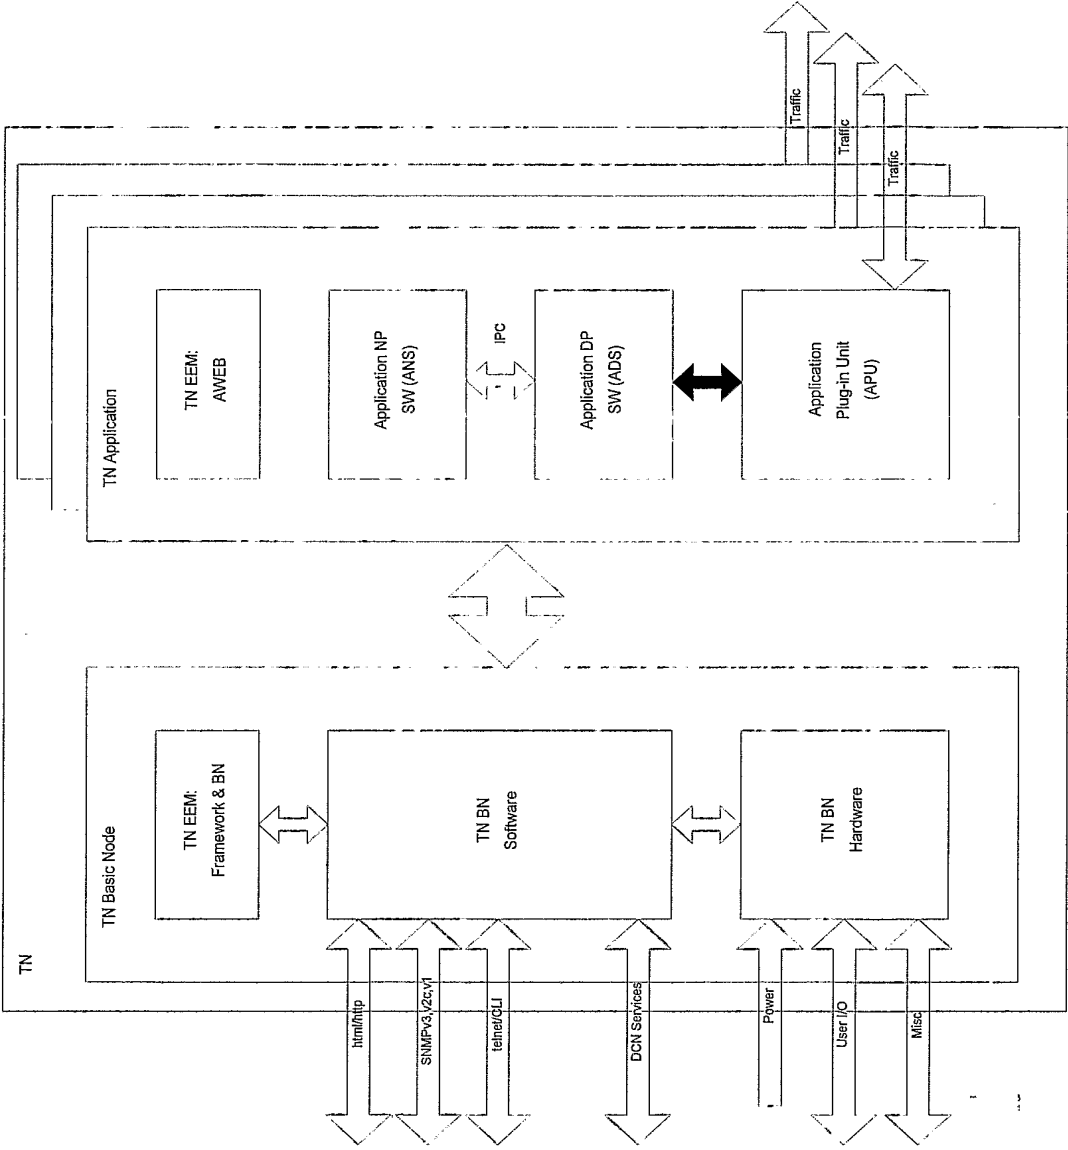 TN
TN Basic Node
TN Application
TN EEM:
Framework & BN
TN EEM:
AWEB
html/http
SNMPv3,v2c,v1
telnet/CLI
DCN Services
TN BN
Software
Application NP
SW (ANS)
IPC
Application DP
SW (ADS)
Power
User I/O
Misc
TN BN
Hardware
Application
Plug-in Unit
(APU)
Traffic
Traffic
Traffic